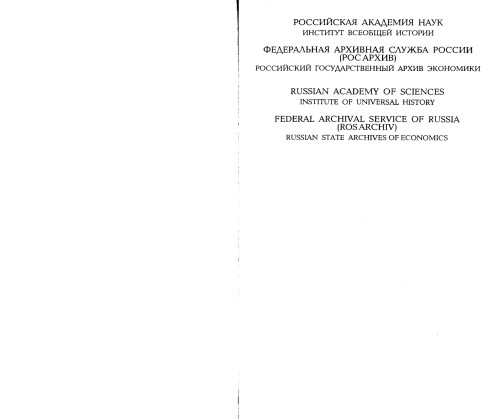 РОССИЙСКАЯ АКАДЕМИЯ НАУК
ИНСТИТУТ ВСЕОБЩЕЙ ИСТОРИИ
ФЕДЕРАЛЬНАЯ АРХИВНАЯ СЛУЖБА РОССИИ
(РОСАРХИВ)
РОССИЙСКИЙ ГОСУДАРСТВЕННЫЙ АРХИВ ЭКОНОМИКИ
RUSSIAN ACADEMY OF SCIENCES
INSTITUTE OF UNIVERSAL HISTORY
FEDERAL ARCHIVAL SERVICE OF RUSSIA
(ROSARCHIV)
RUSSIAN STATE ARCHIVES OF ECONOMICS